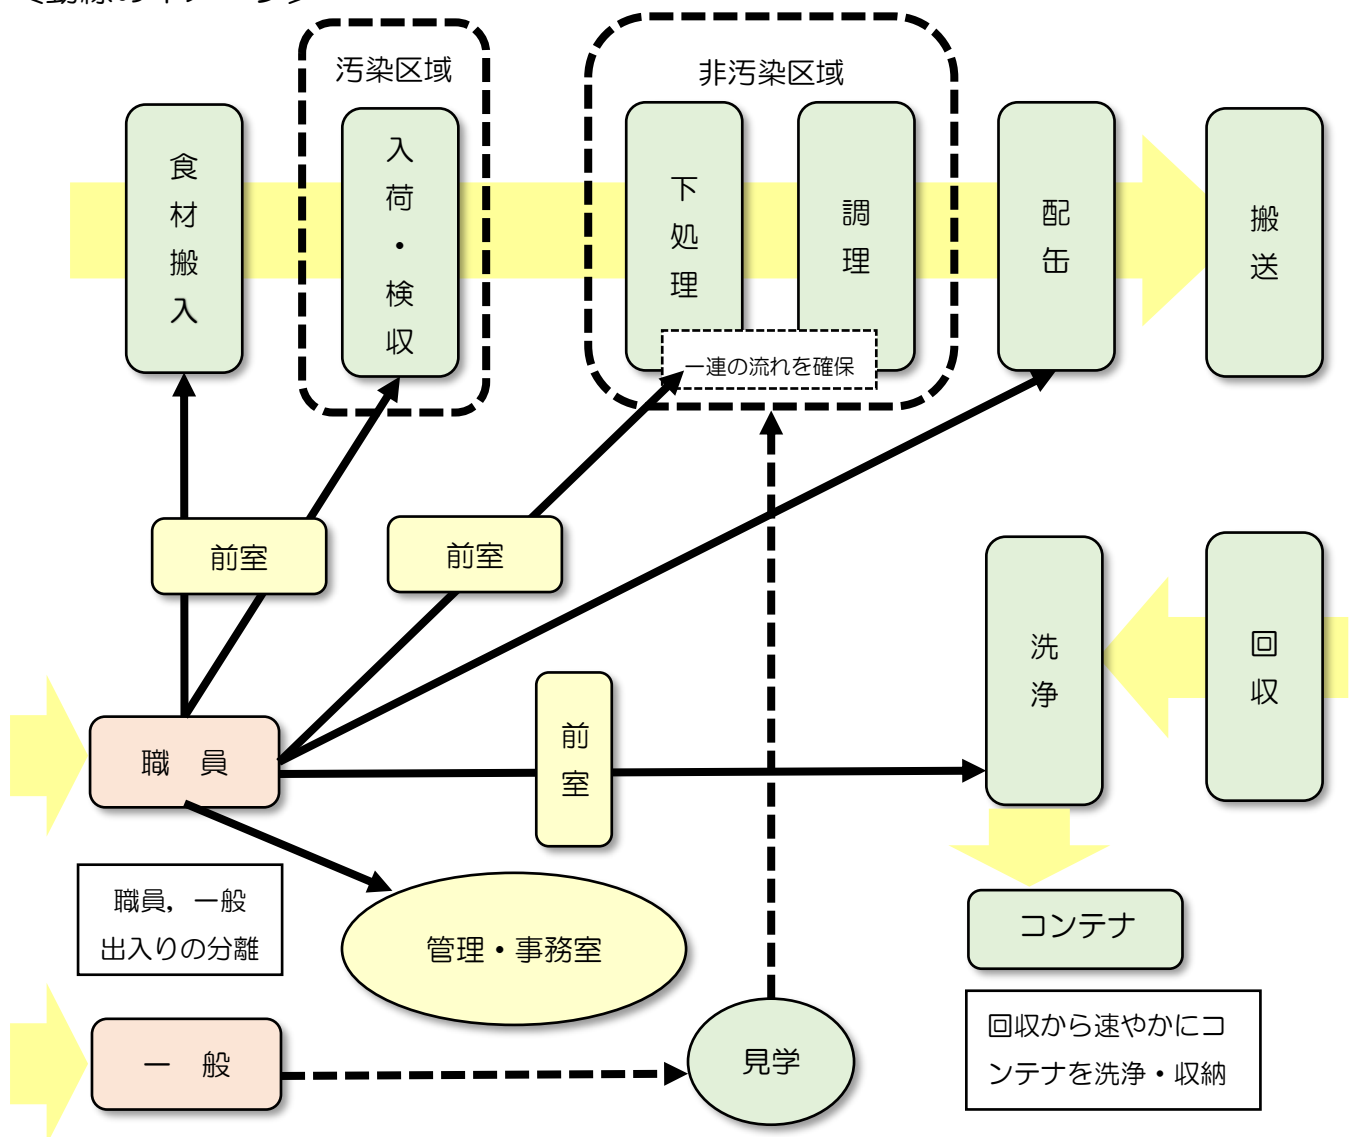 汚染区域
非汚染区域
食材搬入
入荷・検収
下処理
調理
配缶
搬送
一連の流れを確保
前室
前室
洗浄
回収
前室
職　員
職員，一般
出入りの分離
管理・事務室
コンテナ
回収から速やかにコ
ンテナを洗浄・収納
一　般
見学